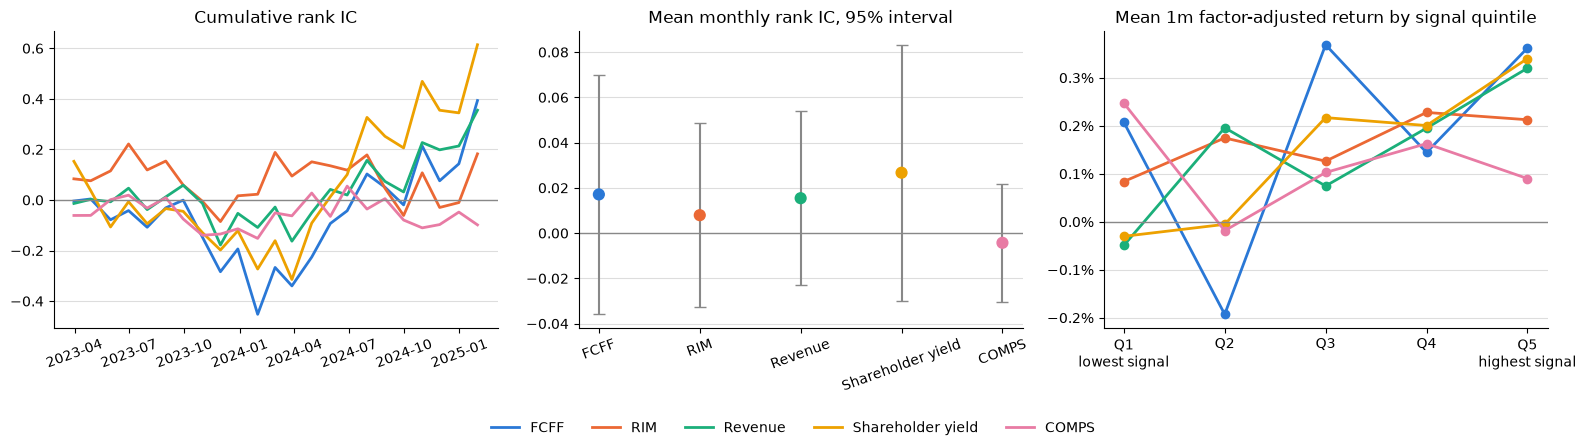 Cumulative rank IC
0.6
0.4
0.2
0.0
−0.2
−0.4
2023-04
2023-07
2023-10
2024-01
2024-04
2024-07
2024-10
2025-01
Mean monthly rank IC, 95% interval
0.08
0.06
0.04
0.02
0.00
−0.02
−0.04
FCFF
RIM
Revenue
Shareholder yield
COMPS
Mean 1m factor-adjusted return by signal quintile
0.3%
0.2%
0.1%
0.0%
−0.1%
−0.2%
Q1
lowest signal
Q2
Q3
Q4
Q5
highest signal
FCFF
RIM
Revenue
Shareholder yield
COMPS